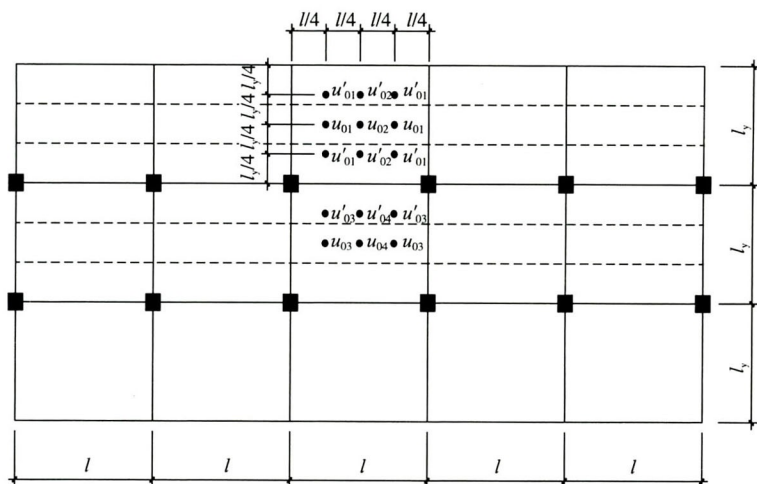 l/4 l/4 l/4 l/4
l_y/4 l_y/4 l_y/4 l_y/4
u'₀₁ u'₀₂ u'₀₁
u₀₁ u₀₂ u₀₁
u'₀₁ u'₀₂ u'₀₁
u'₀₃ u'₀₄ u'₀₃
u₀₃ u₀₄ u₀₃
l_y
l_y
l_y
l l l l l